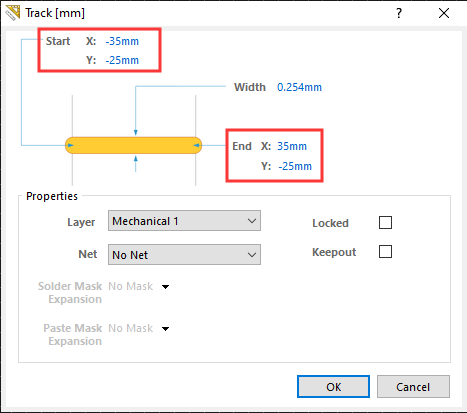 Track [mm]
?
Start X: -35mm
Y: -25mm
Width 0.254mm
End X: 35mm
Y: -25mm
Properties
Layer Mechanical 1 Locked
Net No Net Keepout
Solder Mask Expansion No Mask
Paste Mask Expansion No Mask
OK Cancel